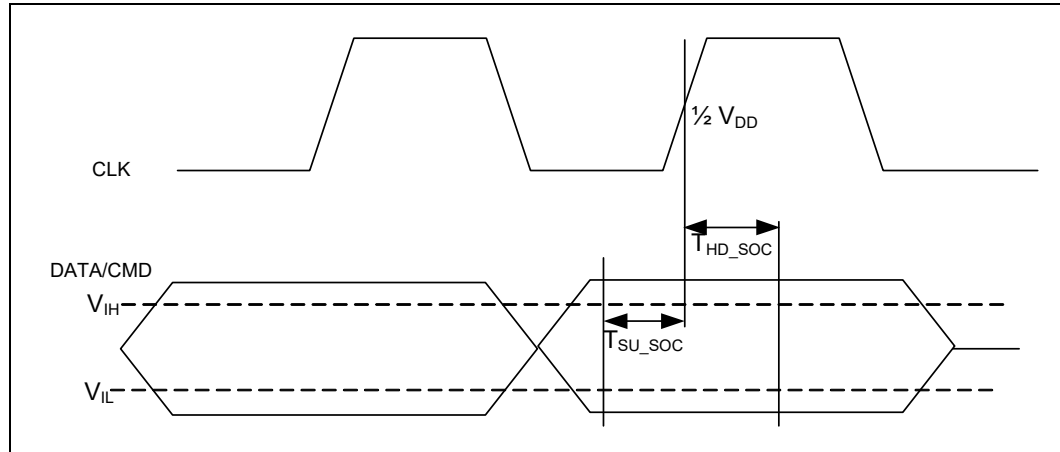 ½ VDD
CLK
THD_SOC
DATA/CMD
VIH
TSU_SOC
VIL